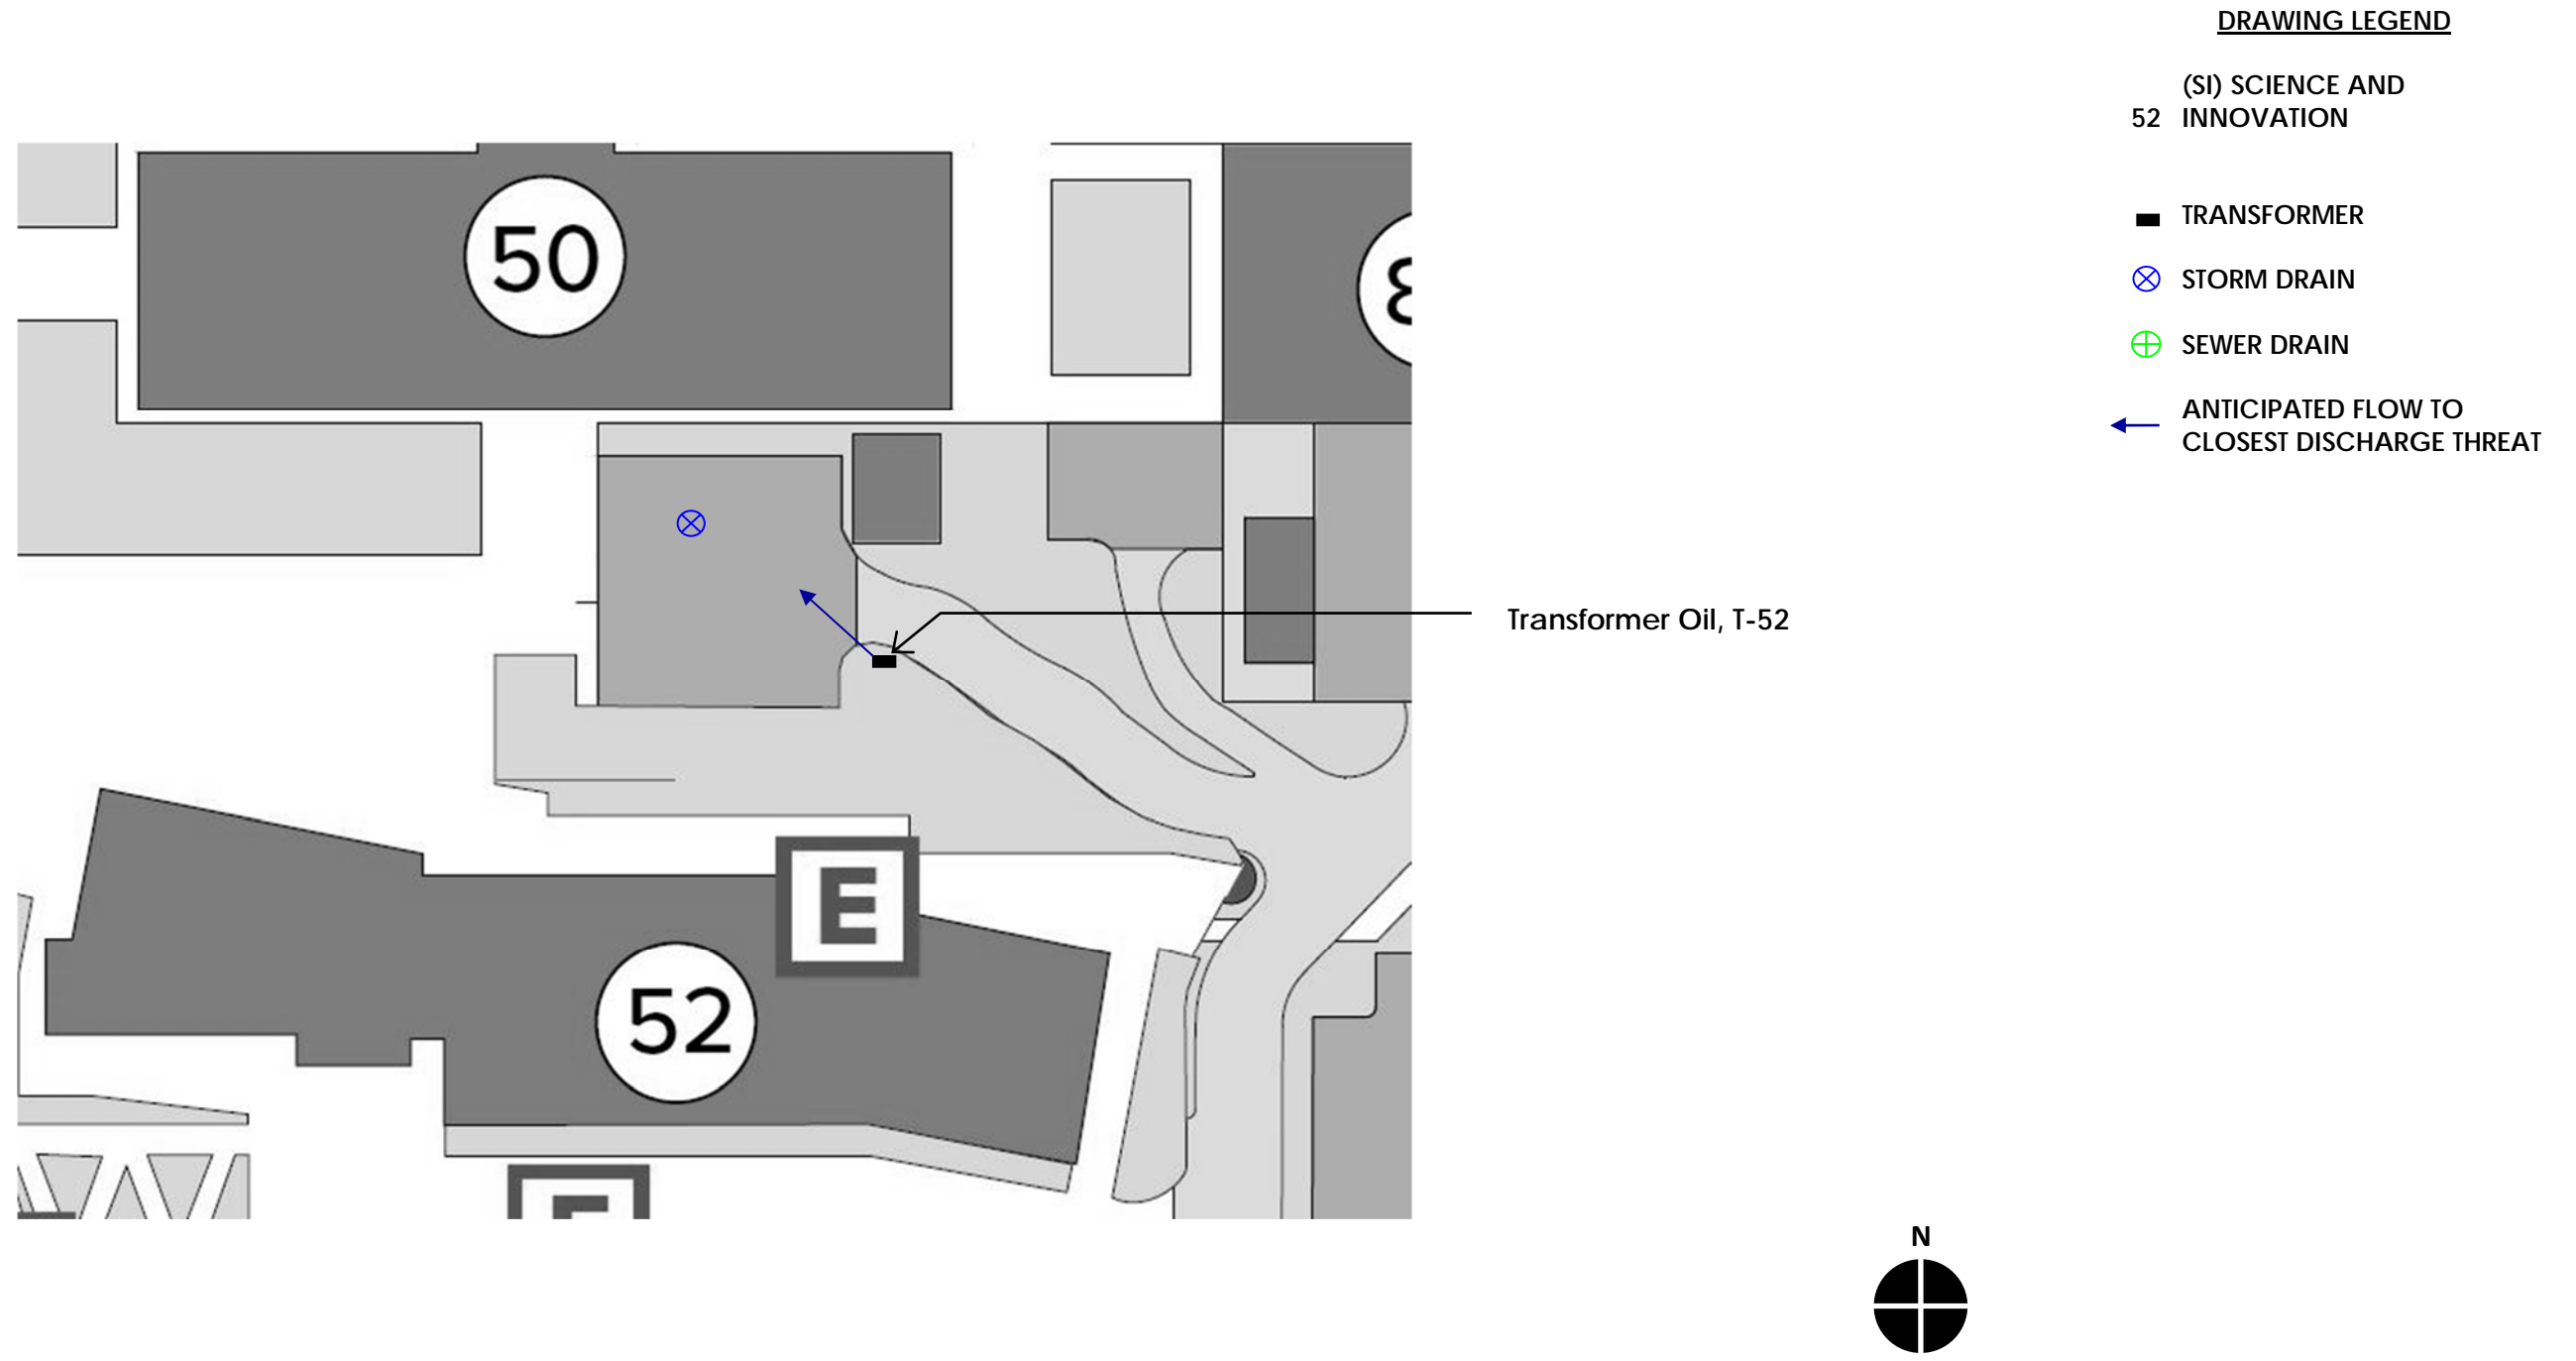 DRAWING LEGEND
(SI) SCIENCE AND
52 INNOVATION
TRANSFORMER
STORM DRAIN
SEWER DRAIN
ANTICIPATED FLOW TO
CLOSEST DISCHARGE THREAT
50
8
Transformer Oil, T-52
E
52
E
N